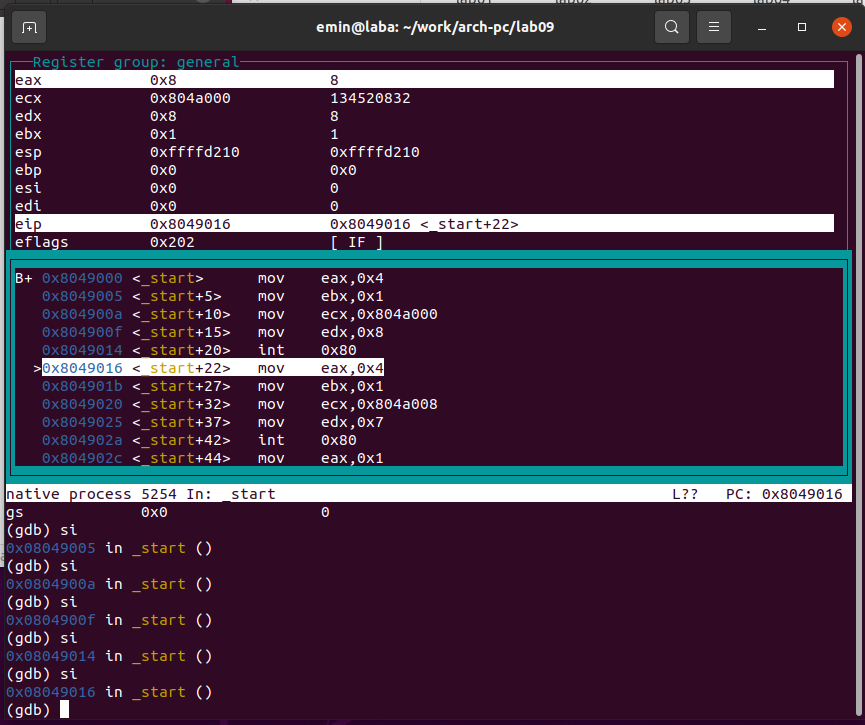 emin@laba: ~/work/arch-pc/lab09
Register group: general
eax 0x8 8
ecx 0x804a000 134520832
edx 0x8 8
ebx 0x1 1
esp 0xffffd210 0xffffd210
ebp 0x0 0x0
esi 0x0 0
edi 0x0 0
eip 0x8049016 0x8049016 <_start+22>
eflags 0x202 [ IF ]
B+ 0x8049000 <_start> mov eax,0x4
0x8049005 <_start+5> mov ebx,0x1
0x804900a <_start+10> mov ecx,0x804a000
0x804900f <_start+15> mov edx,0x8
0x8049014 <_start+20> int 0x80
>0x8049016 <_start+22> mov eax,0x4
0x804901b <_start+27> mov ebx,0x1
0x8049020 <_start+32> mov ecx,0x804a008
0x8049025 <_start+37> mov edx,0x7
0x804902a <_start+42> int 0x80
0x804902c <_start+44> mov eax,0x1
native process 5254 In: _start L?? PC: 0x8049016
gs 0x0 0
(gdb) si
0x08049005 in _start ()
(gdb) si
0x0804900a in _start ()
(gdb) si
0x0804900f in _start ()
(gdb) si
0x08049014 in _start ()
(gdb) si
0x08049016 in _start ()
(gdb)